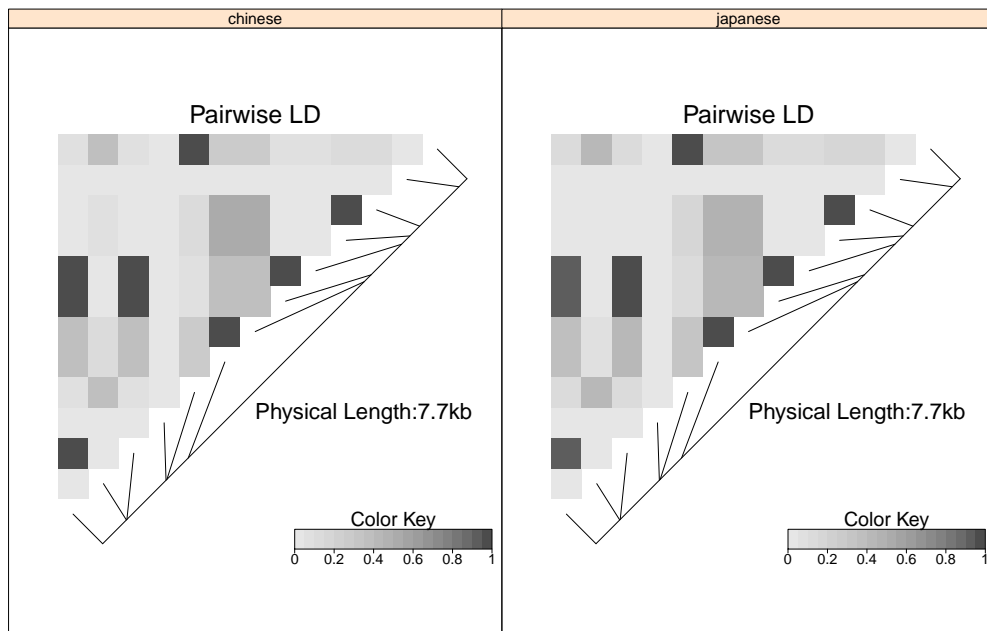 chinese
japanese
Pairwise LD
Pairwise LD
Physical Length:7.7kb
Physical Length:7.7kb
Color Key
Color Key
0 0.2 0.4 0.6 0.8 1
0 0.2 0.4 0.6 0.8 1